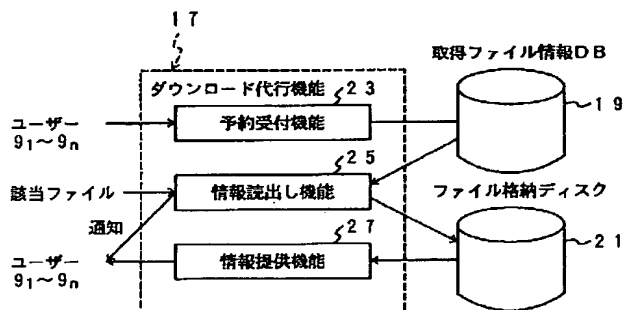 17
取得ファイル情報DB
ダウンロード代行機能
23
ユーザー
9₁~9ₙ
予約受付機能
19
25
該当ファイル
情報読出し機能
ファイル格納ディスク
通知
27
ユーザー
9₁~9ₙ
情報提供機能
21